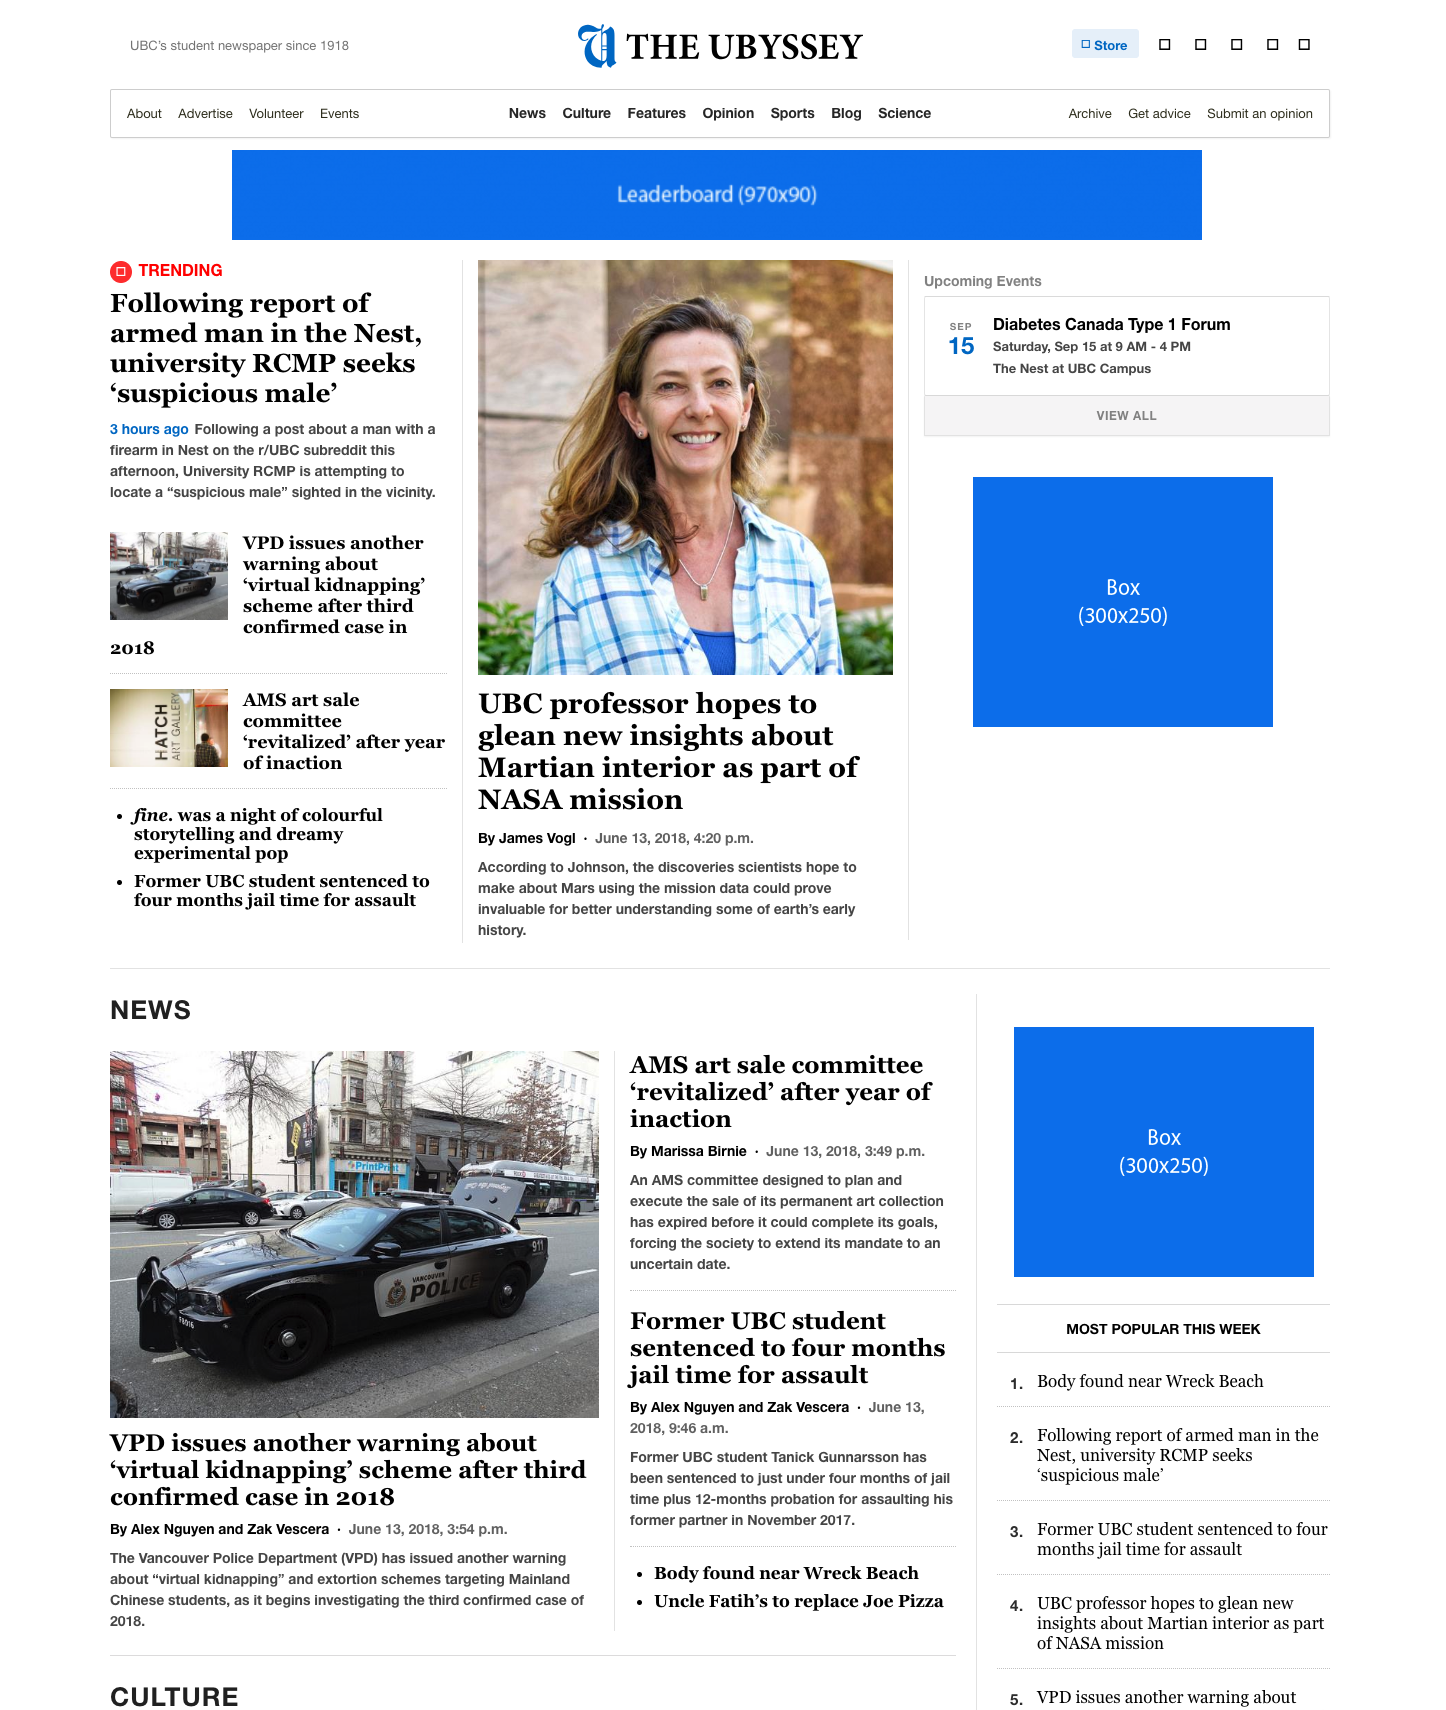 UBC's student newspaper since 1918
THE UBYSSEY
Store
About Advertise Volunteer Events
News Culture Features Opinion Sports Blog Science
Archive Get advice Submit an opinion
Leaderboard (970x90)
TRENDING
Following report of
armed man in the Nest,
university RCMP seeks
‘suspicious male’
3 hours ago Following a post about a man with a
firearm in Nest on the r/UBC subreddit this
afternoon, University RCMP is attempting to
locate a “suspicious male” sighted in the vicinity.
VPD issues another
warning about
‘virtual kidnapping’
scheme after third
confirmed case in
2018
HATCH
ART GALLERY
AMS art sale
committee
‘revitalized’ after year
of inaction
fine. was a night of colourful
storytelling and dreamy
experimental pop
Former UBC student sentenced to
four months jail time for assault
UBC professor hopes to
glean new insights about
Martian interior as part of
NASA mission
By James Vogl · June 13, 2018, 4:20 p.m.
According to Johnson, the discoveries scientists hope to
make about Mars using the mission data could prove
invaluable for better understanding some of earth’s early
history.
Upcoming Events
SEP
15
Diabetes Canada Type 1 Forum
Saturday, Sep 15 at 9 AM - 4 PM
The Nest at UBC Campus
VIEW ALL
Box
(300x250)
NEWS
PrintPrint
911
VANCOUVER
POLICE
VPD issues another warning about
‘virtual kidnapping’ scheme after third
confirmed case in 2018
By Alex Nguyen and Zak Vescera · June 13, 2018, 3:54 p.m.
The Vancouver Police Department (VPD) has issued another warning
about “virtual kidnapping” and extortion schemes targeting Mainland
Chinese students, as it begins investigating the third confirmed case of
2018.
AMS art sale committee
‘revitalized’ after year of
inaction
By Marissa Birnie · June 13, 2018, 3:49 p.m.
An AMS committee designed to plan and
execute the sale of its permanent art collection
has expired before it could complete its goals,
forcing the society to extend its mandate to an
uncertain date.
Former UBC student
sentenced to four months
jail time for assault
By Alex Nguyen and Zak Vescera · June 13,
2018, 9:46 a.m.
Former UBC student Tanick Gunnarsson has
been sentenced to just under four months of jail
time plus 12-months probation for assaulting his
former partner in November 2017.
Body found near Wreck Beach
Uncle Fatih’s to replace Joe Pizza
Box
(300x250)
MOST POPULAR THIS WEEK
1. Body found near Wreck Beach
2. Following report of armed man in the
Nest, university RCMP seeks
‘suspicious male’
3. Former UBC student sentenced to four
months jail time for assault
4. UBC professor hopes to glean new
insights about Martian interior as part
of NASA mission
5. VPD issues another warning about
CULTURE